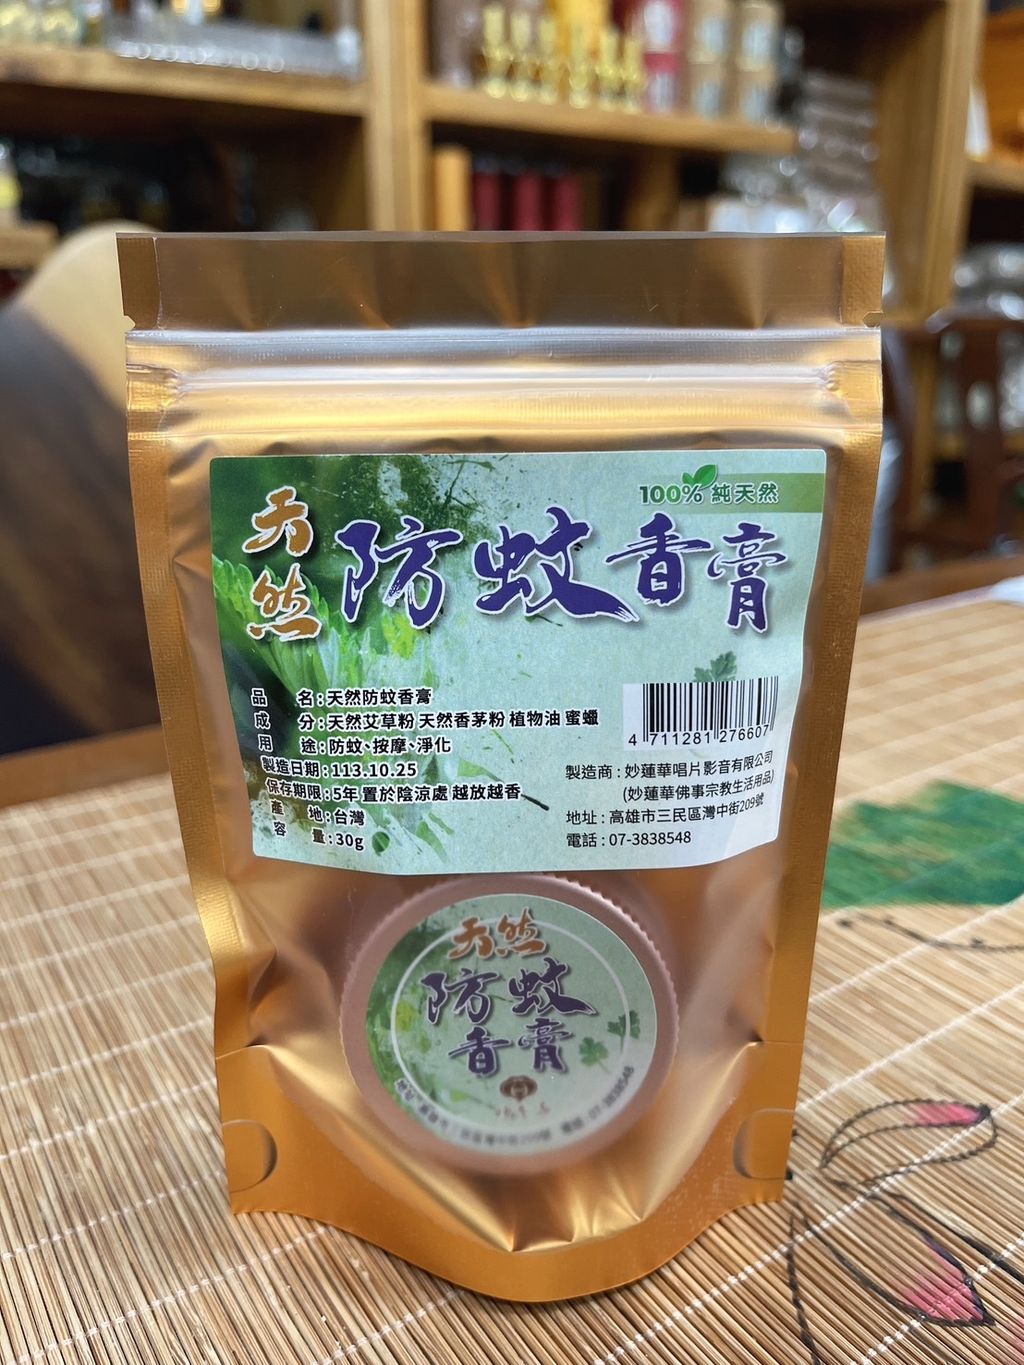 100% 純天然
天然
防蚊香膏
品 名:天然防蚊香膏
成 分:天然艾草粉 天然香茅粉 植物油 蜜蠟
用 途:防蚊、按摩、淨化
製造日期:113.10.25
保存期限:5年 置於陰涼處 越放越香
產 地:台灣
容 量:30g
4 711281 276607
製造商:妙蓮華唱片影音有限公司
(妙蓮華佛事宗教生活用品)
地址:高雄市三民區灣中街209號
電話:07-3838548
天然
防蚊
香膏
07-3838548